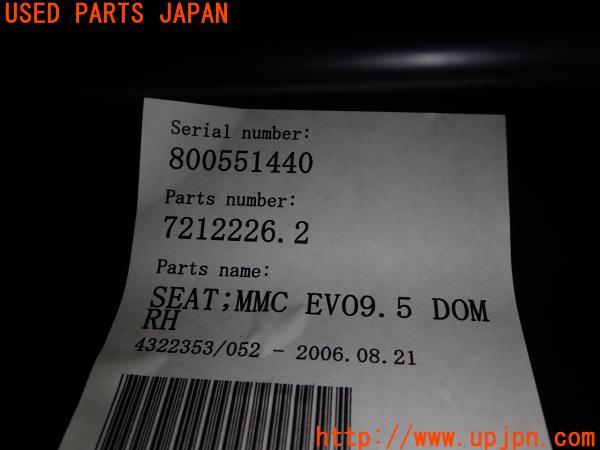 USED PARTS JAPAN
Serial number:
800551440
Parts number:
7212226.2
Parts name:
SEAT;MMC EVO9.5 DOM
RH
4322353/052 - 2006.08.21
http://www.upjpn.com